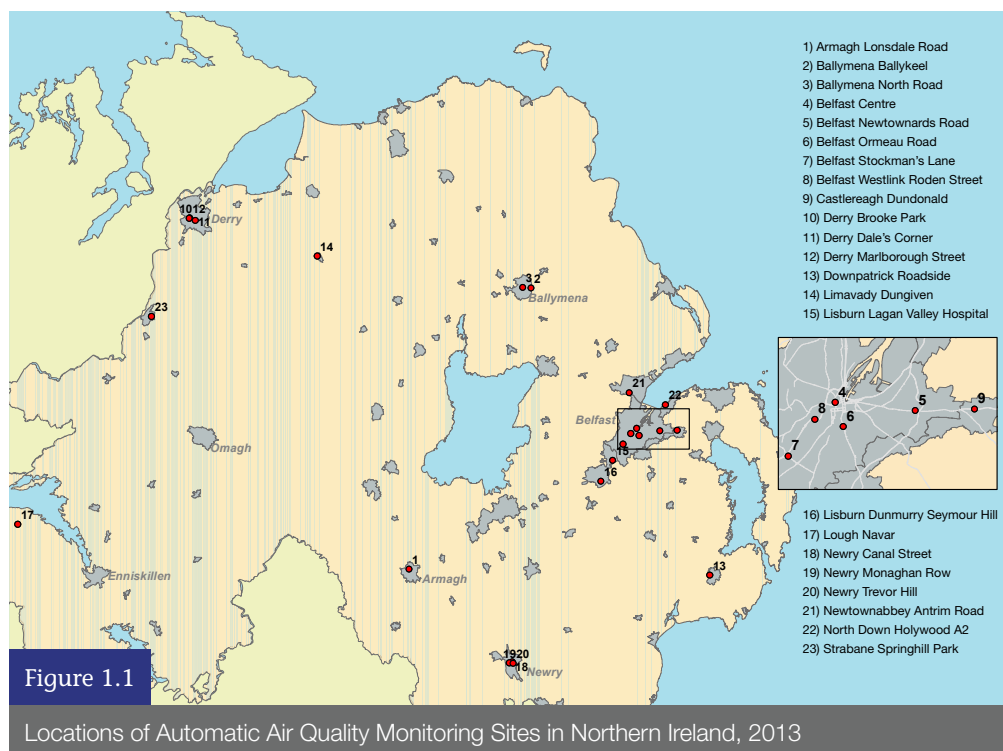 1) Armagh Lonsdale Road
2) Ballymena Ballykeel
3) Ballymena North Road
4) Belfast Centre
5) Belfast Newtownards Road
6) Belfast Ormeau Road
7) Belfast Stockman's Lane
8) Belfast Westlink Roden Street
9) Castlereagh Dundonald
10) Derry Brooke Park
11) Derry Dale's Corner
12) Derry Marlborough Street
13) Downpatrick Roadside
14) Limavady Dungiven
15) Lisburn Lagan Valley Hospital
1012
11
Derry
14
23
3 2
Ballymena
21
22
Belfast
15
16
Omagh
17
Enniskillen
1
Armagh
13
1920
18
Newry
4
5
9
8
6
7
16) Lisburn Dunmurry Seymour Hill
17) Lough Navar
18) Newry Canal Street
19) Newry Monaghan Row
20) Newry Trevor Hill
21) Newtownabbey Antrim Road
22) North Down Holywood A2
23) Strabane Springhill Park
Figure 1.1
Locations of Automatic Air Quality Monitoring Sites in Northern Ireland, 2013